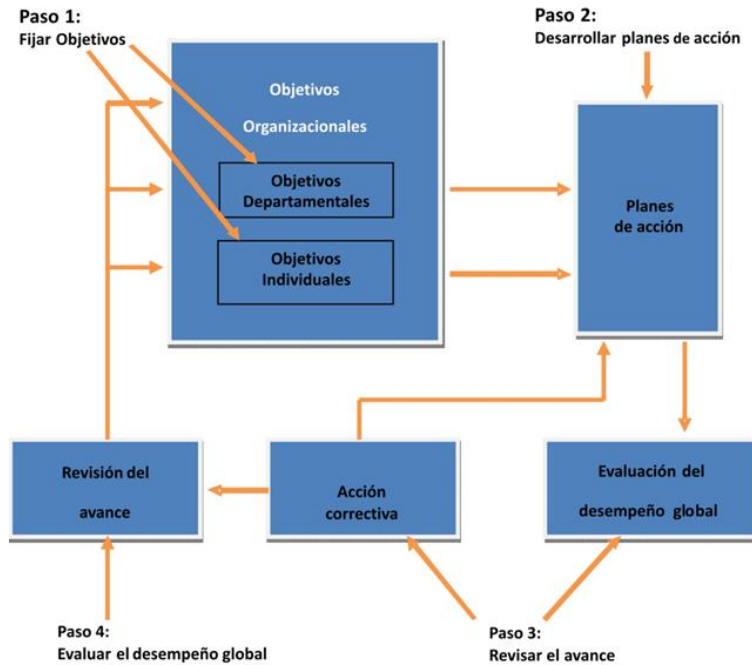 Paso 1:
Fijar Objetivos
Paso 2:
Desarrollar planes de acción
Objetivos
Organizacionales
Objetivos
Departamentales
Objetivos
Individuales
Planes
de acción
Revisión del
avance
Acción
correctiva
Evaluación del
desempeño global
Paso 4:
Evaluar el desempeño global
Paso 3:
Revisar el avance